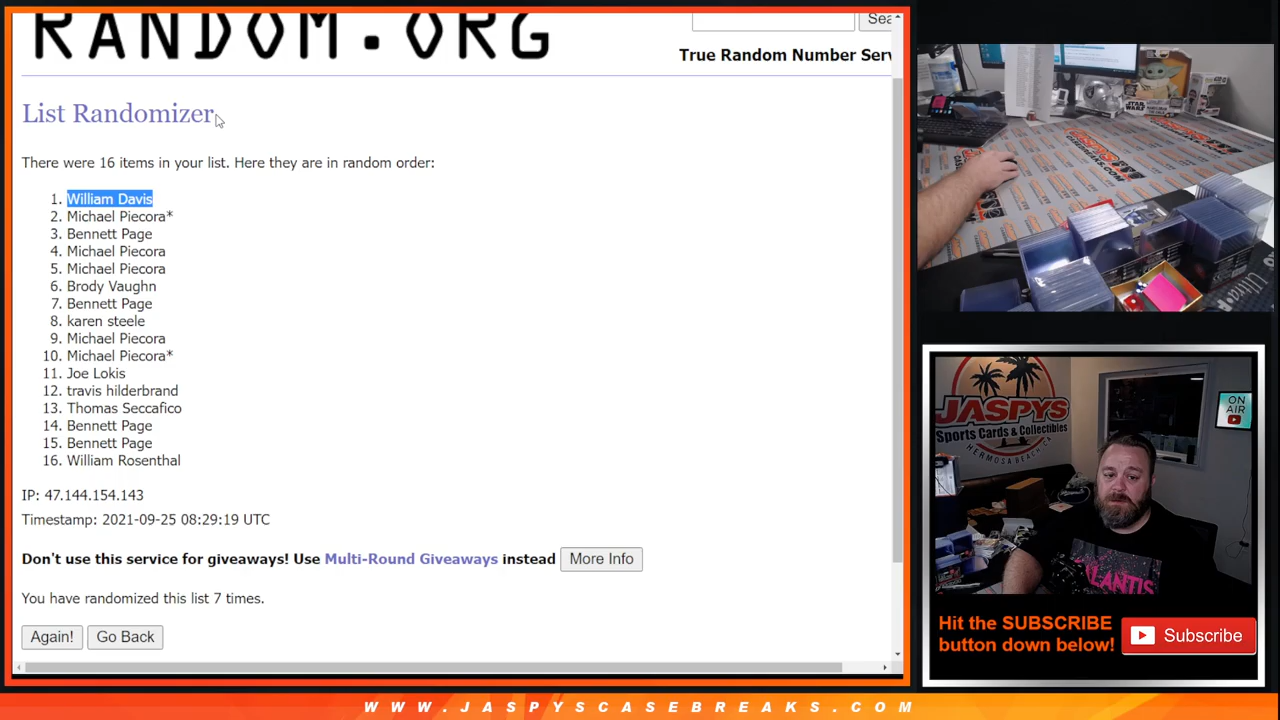 RANDOM.ORG
Sea
True Random Number Serv
List Randomizer
There were 16 items in your list. Here they are in random order:
1. William Davis
2. Michael Piecora*
3. Bennett Page
4. Michael Piecora
5. Michael Piecora
6. Brody Vaughn
7. Bennett Page
8. karen steele
9. Michael Piecora
10. Michael Piecora*
11. Joe Lokis
12. travis hilderbrand
13. Thomas Seccafico
14. Bennett Page
15. Bennett Page
16. William Rosenthal
IP: 47.144.154.143
Timestamp: 2021-09-25 08:29:19 UTC
Don't use this service for giveaways! Use Multi-Round Giveaways instead More Info
You have randomized this list 7 times.
Again! Go Back
STAR WARS
JASPYS
Sports Cards & Collectibles
HERMOSA BEACH CA
ON
AIR
Hit the SUBSCRIBE
button down below!
Subscribe
WWW.JASPYSCASEBREAKS.COM